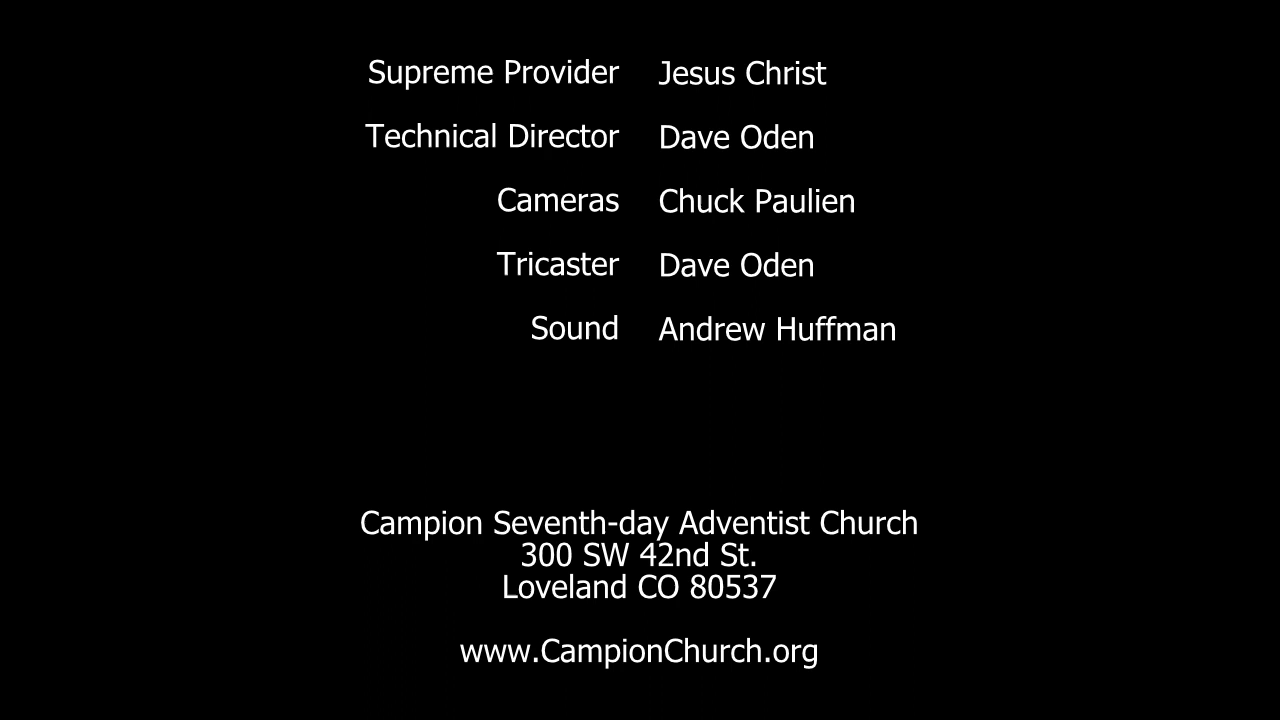 Supreme Provider Jesus Christ
Technical Director Dave Oden
Cameras Chuck Paulien
Tricaster Dave Oden
Sound Andrew Huffman
Campion Seventh-day Adventist Church
300 SW 42nd St.
Loveland CO 80537
www.CampionChurch.org